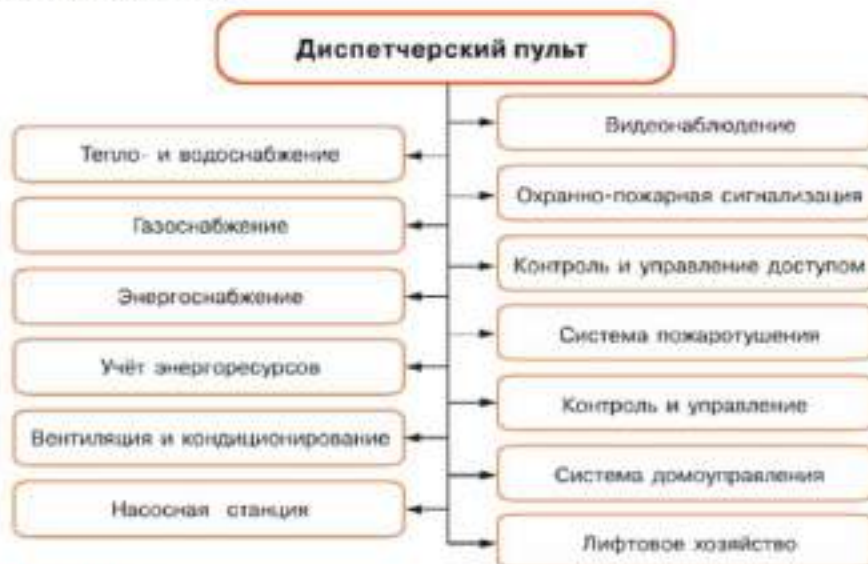 Диспетчерский пульт
Тепло- и водоснабжение
Газоснабжение
Энергоснабжение
Учёт энергоресурсов
Вентиляция и кондиционирование
Насосная станция
Видеонаблюдение
Охранно-пожарная сигнализация
Контроль и управление доступом
Система пожаротушения
Контроль и управление
Система домоуправления
Лифтовое хозяйство